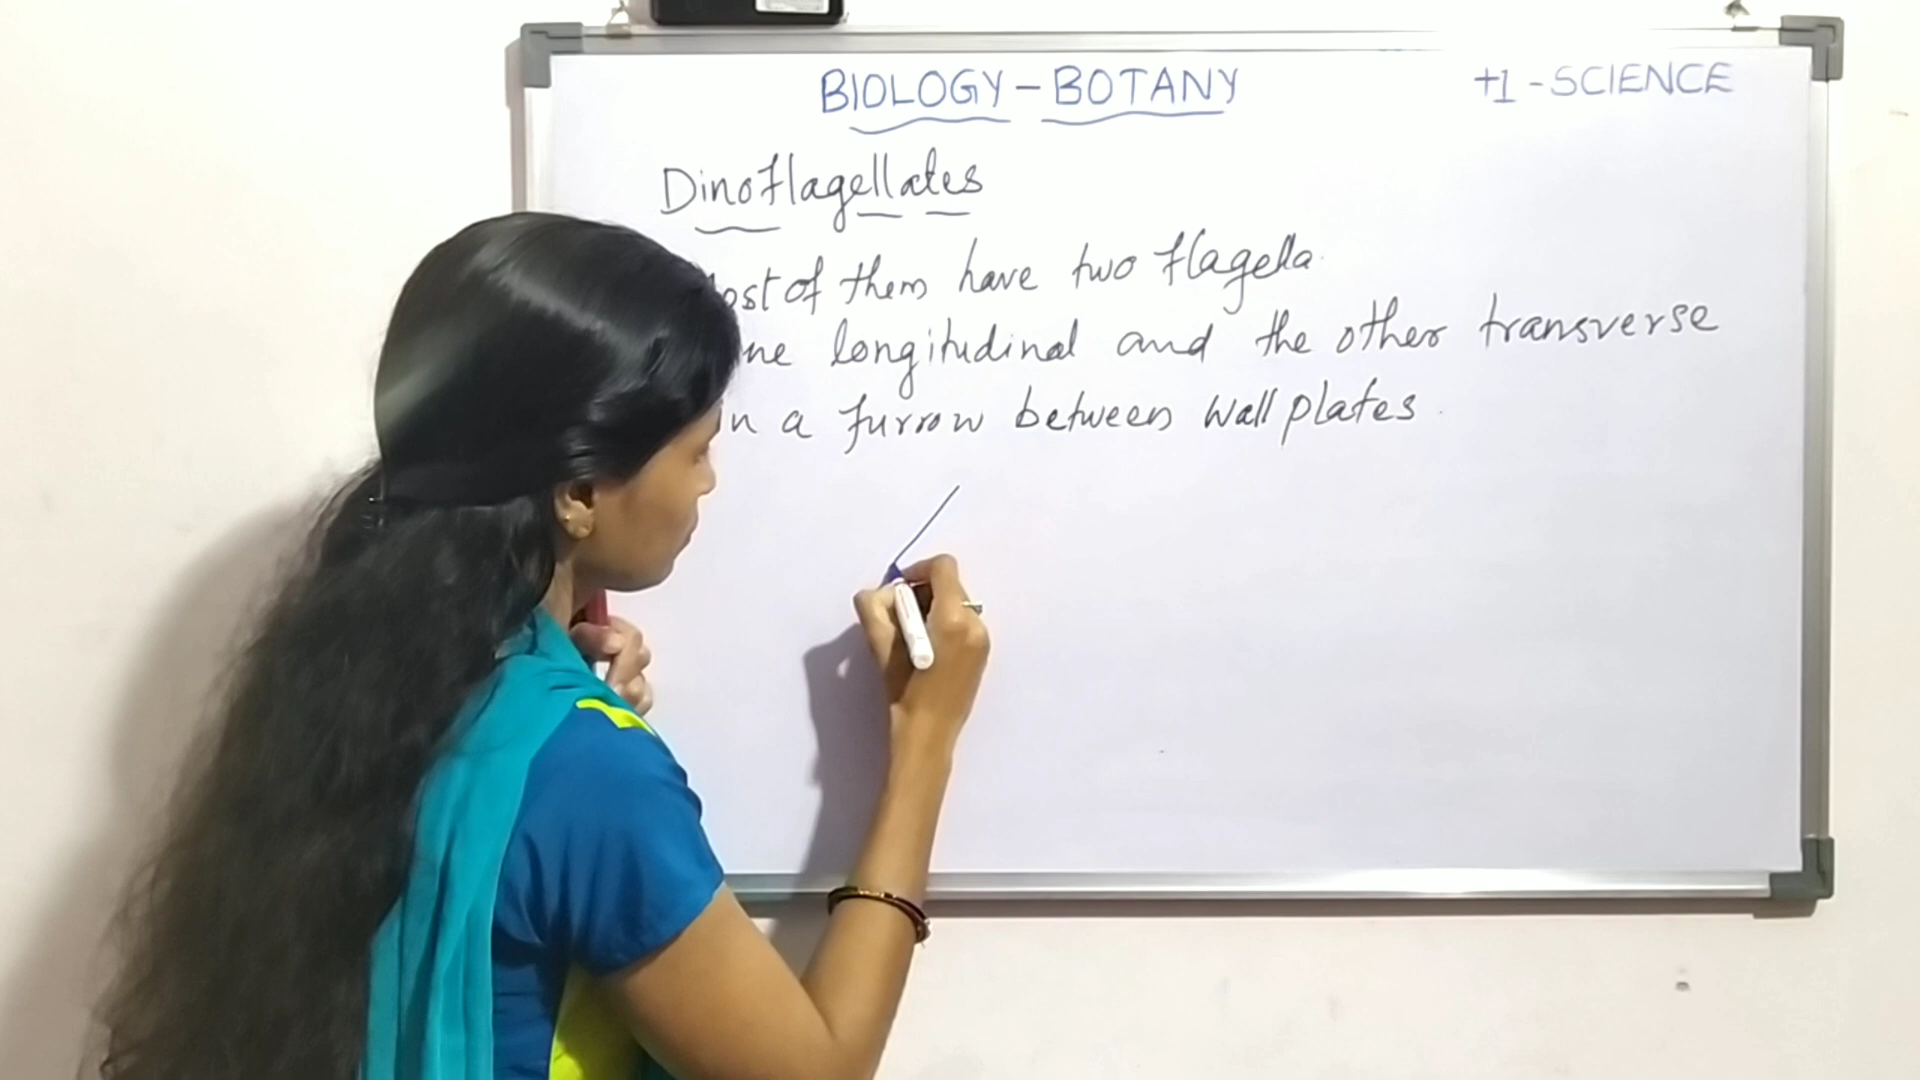 BIOLOGY - BOTANY
+1 - SCIENCE
Dinoflagellates
ost of them have two flagella.
ne longitudinal and the other transverse
in a furrow between wall plates.